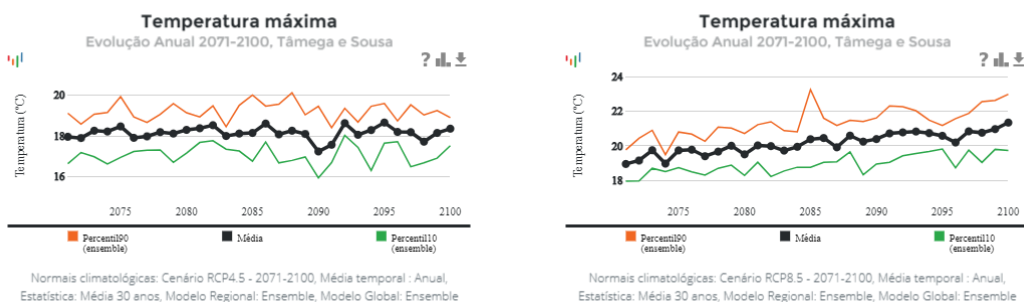 Temperatura máxima
Evolução Anual 2071-2100, Tâmega e Sousa
?
Temperatura (°C)
20
18
16
2075
2080
2085
2090
2095
2100
Percentil90
(ensemble)
Média
Percentil10
(ensemble)
Normais climatológicas: Cenário RCP4.5 - 2071-2100, Média temporal : Anual,
Estatística: Média 30 anos, Modelo Regional: Ensemble, Modelo Global: Ensemble
Temperatura máxima
Evolução Anual 2071-2100, Tâmega e Sousa
?
Temperatura (°C)
24
22
20
18
2075
2080
2085
2090
2095
2100
Percentil90
(ensemble)
Média
Percentil10
(ensemble)
Normais climatológicas: Cenário RCP8.5 - 2071-2100, Média temporal : Anual,
Estatística: Média 30 anos, Modelo Regional: Ensemble, Modelo Global: Ensemble